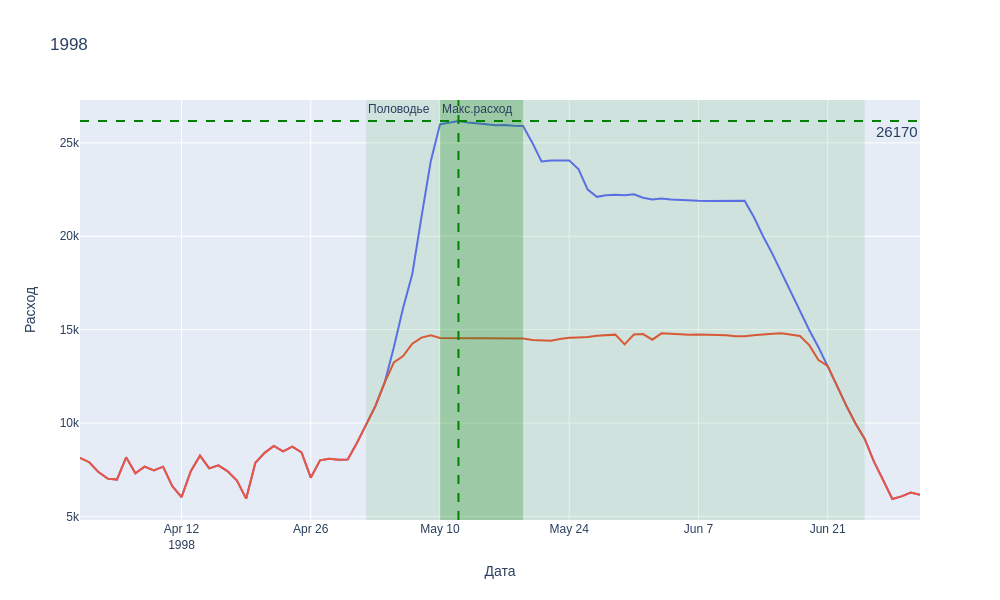 1998
Половодье
Макс.расход
26170
25k
20k
15k
10k
5k
Расход
Apr 12
1998
Apr 26
May 10
May 24
Jun 7
Jun 21
Дата